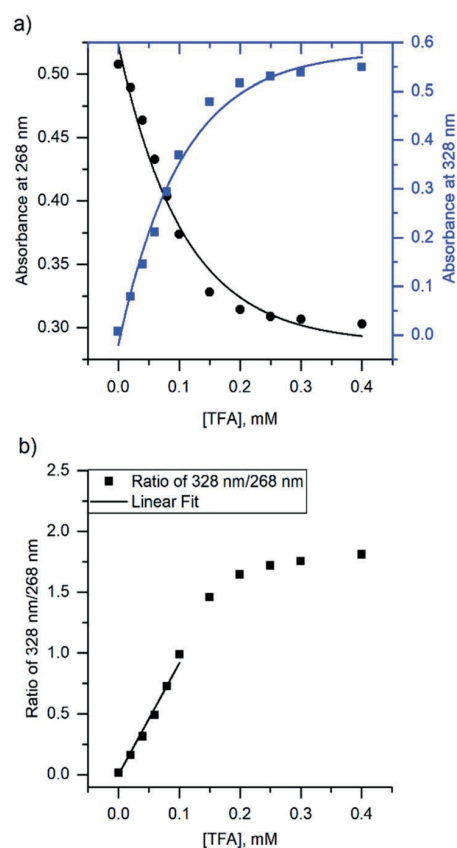 a)
0.6
0.50
0.5
0.45
0.4
0.40
0.3
0.2
0.35
0.1
0.30
0.0
Absorbance at 268 nm
Absorbance at 328 nm
0.0 0.1 0.2 0.3 0.4
[TFA], mM
b)
2.5
Ratio of 328 nm/268 nm
Linear Fit
2.0
1.5
1.0
0.5
0.0
Ratio of 328 nm/268 nm
0.0 0.1 0.2 0.3 0.4
[TFA], mM